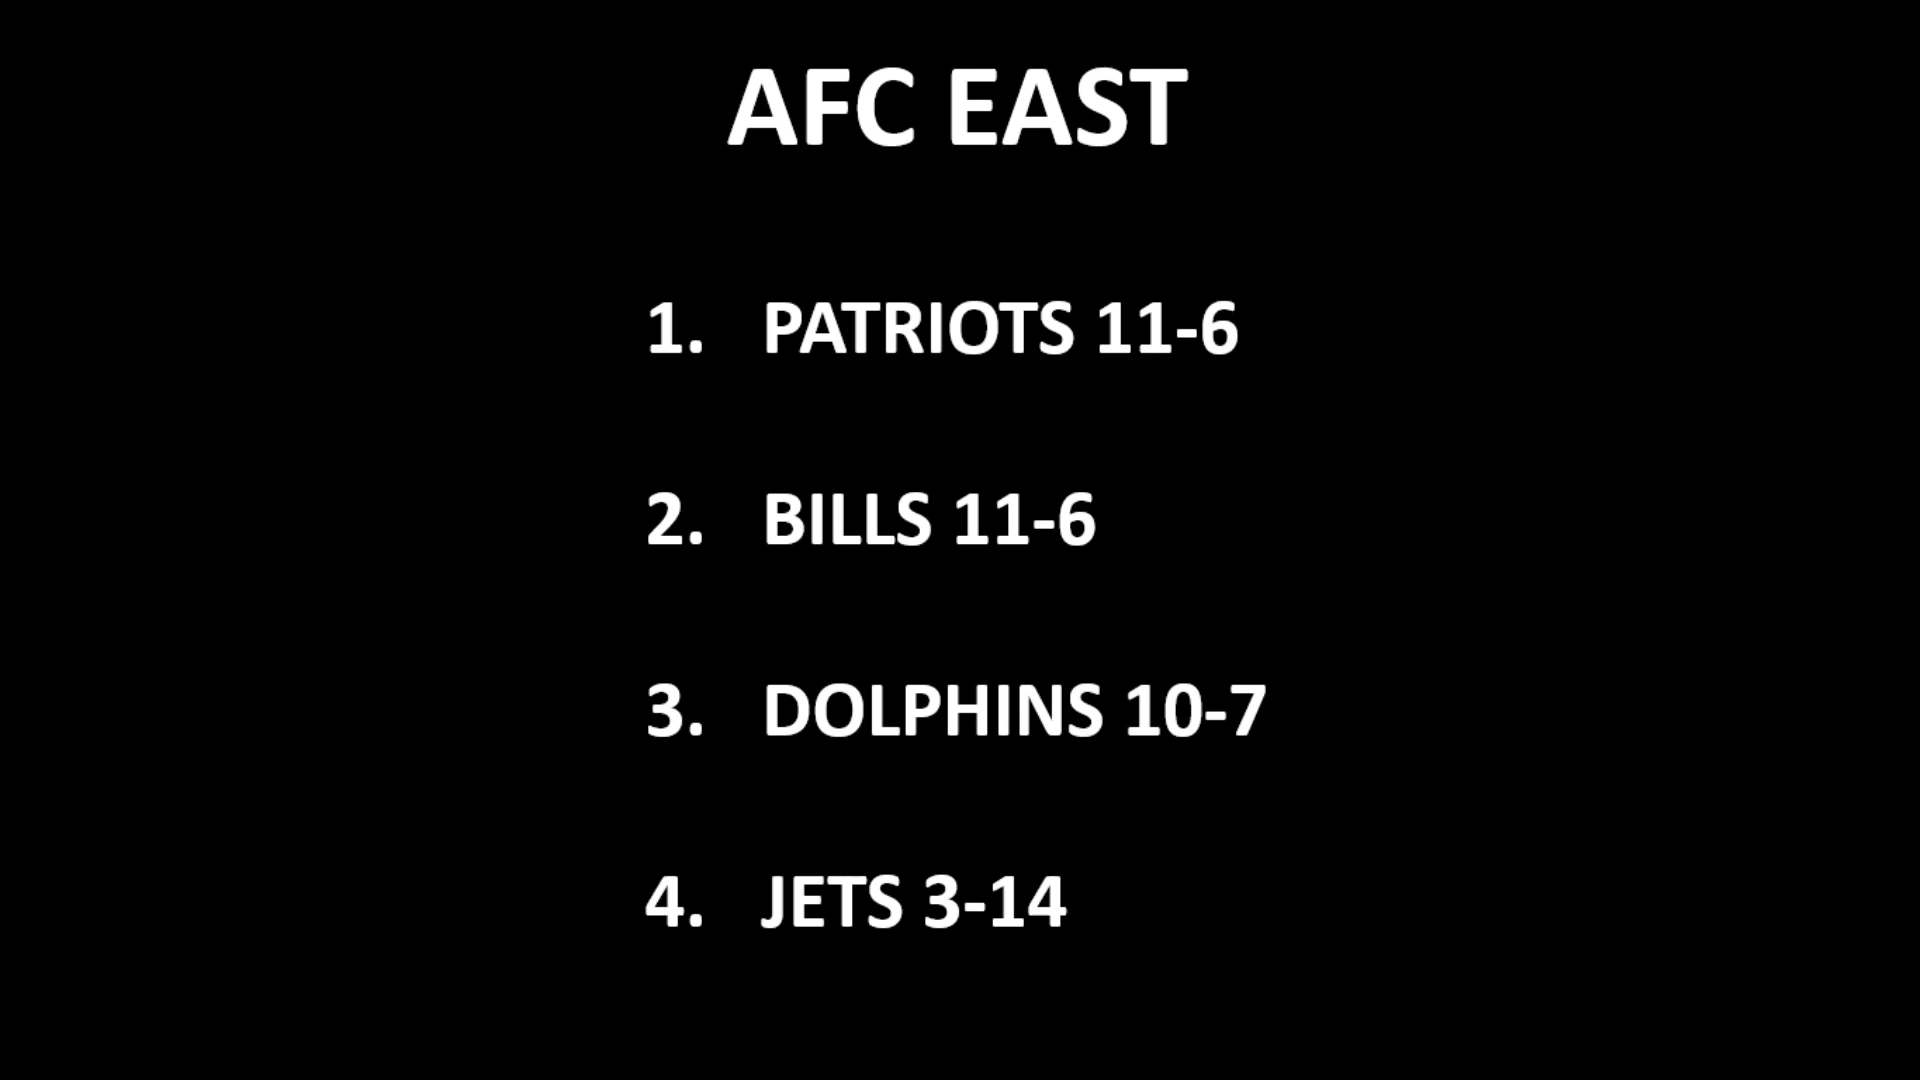 AFC EAST
1. PATRIOTS 11-6
2. BILLS 11-6
3. DOLPHINS 10-7
4. JETS 3-14